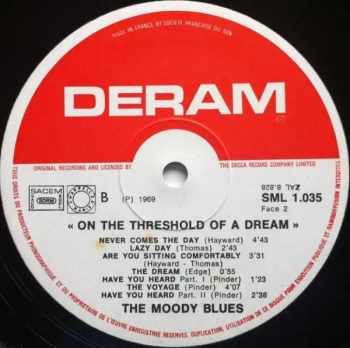 MADE IN FRANCE BY SOCIETE FRANÇAISE DU SON
DERAM
ORIGINAL RECORDING AND LICENSED BY THE DECCA RECORD COMPANY LIMITED
SACEM
B
(P) 1969
SML 1.035
Face 2
« ON THE THRESHOLD OF A DREAM »
NEVER COMES THE DAY (Hayward) 4'43
LAZY DAY (Thomas) 2'43
ARE YOU SITTING COMFORTABLY 3'31
(Hayward - Thomas)
THE DREAM (Edge) 0'55
HAVE YOU HEARD Part. I (Pinder) 1'23
THE VOYAGE (Pinder) 4'07
HAVE YOU HEARD Part. II (Pinder) 2'38
THE MOODY BLUES